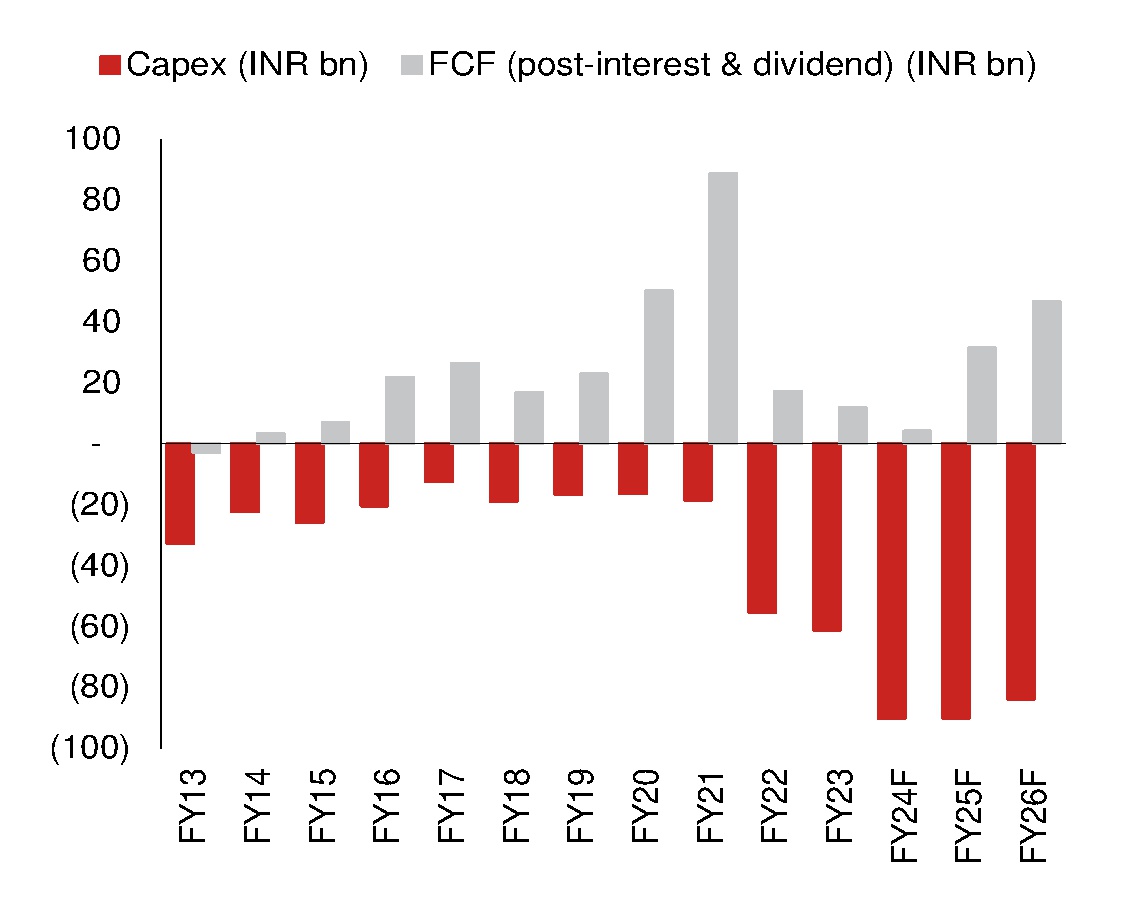 Capex (INR bn) FCF (post-interest & dividend) (INR bn)
100
80
60
40
20
-
(20)
(40)
(60)
(80)
(100)
FY13
FY14
FY15
FY16
FY17
FY18
FY19
FY20
FY21
FY22
FY23
FY24F
FY25F
FY26F